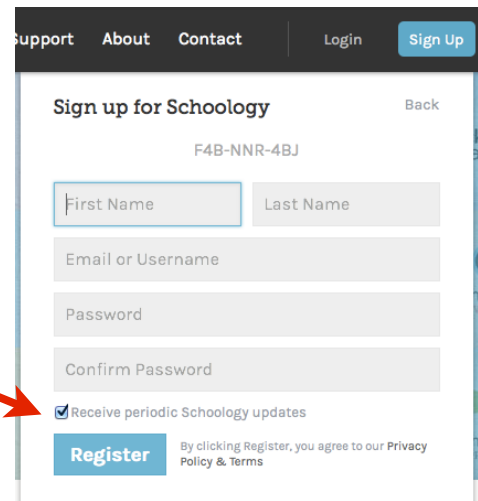 Support About Contact Login Sign Up
Sign up for Schoology Back
F4B-NNR-4BJ
First Name Last Name
Email or Username
Password
Confirm Password
Receive periodic Schoology updates
Register By clicking Register, you agree to our Privacy
Policy & Terms